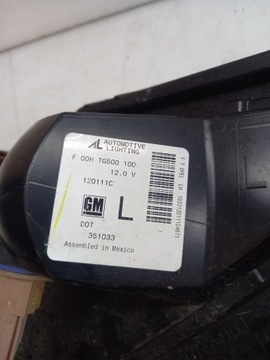 AL AUTOMOTIVE
LIGHTING
F 00H TG500 100
12.0 V
120111C
GM
L
DOT
351033
Assembled in Mexico